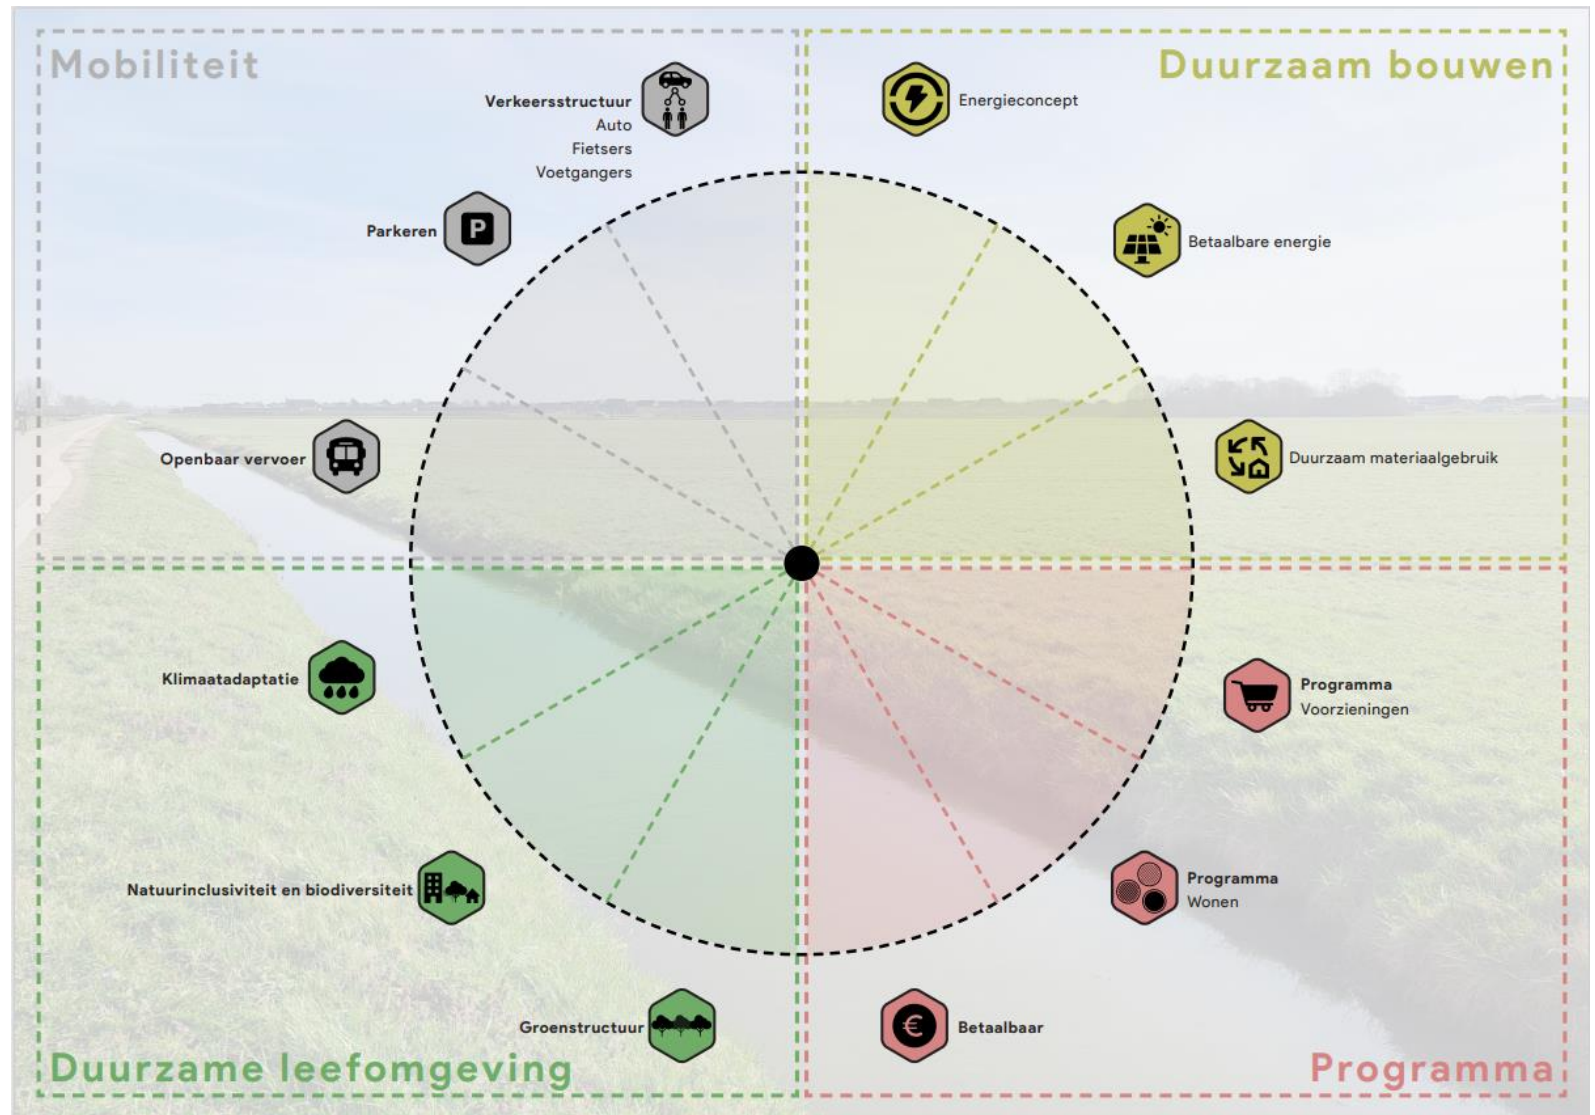 Mobiliteit
Verkeersstructuur
Auto
Fietsers
Voetgangers
Parkeren
P
Openbaar vervoer
Duurzaam bouwen
Energieconcept
Betaalbare energie
Duurzaam materiaalgebruik
Klimaatadaptatie
Natuurinclusiviteit en biodiversiteit
Groenstructuur
Duurzame leefomgeving
Programma
Voorzieningen
Programma
Wonen
€
Betaalbaar
Programma